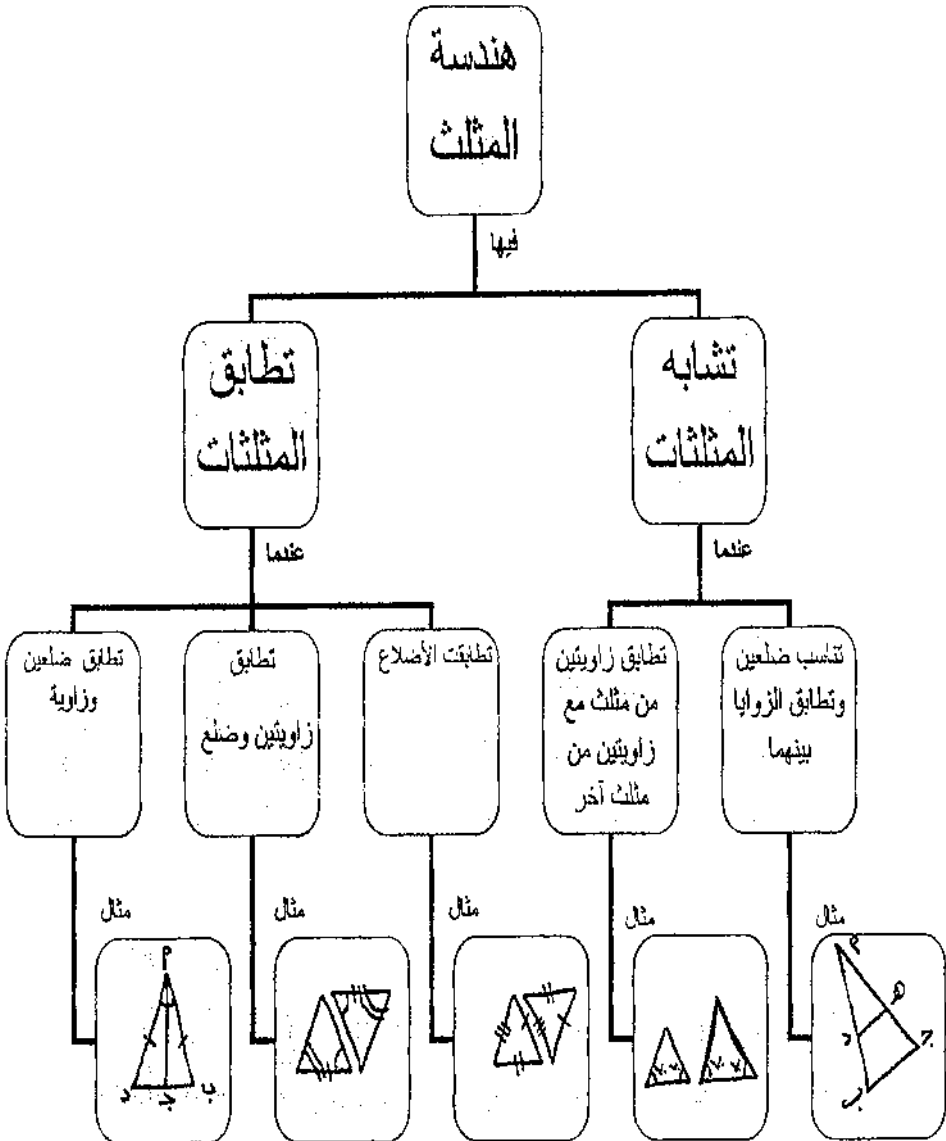 هندسة
المثلث
فيها
تشابه
المثلثات
تطابق
المثلثات
عندما
عندما
تناسب ضلعين
وتطابق الزوايا
بينهما
تطابق زاويتين
من مثلث مع
زاويتين من
مثلث آخر
تطابقت الأضلاع
تطابق
زاويتين وضلع
تطابق ضلعين
وزاوية
مثال
مثال
مثال
مثال
مثال